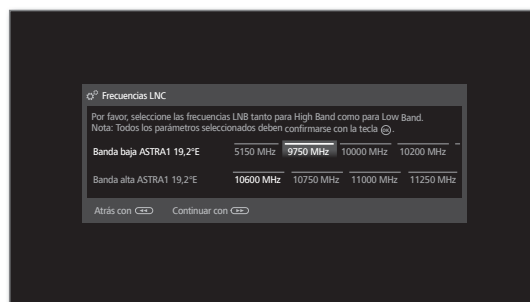 Frecuencias LNC
Por favor, seleccione las frecuencias LNB tanto para High Band como para Low Band.
Nota: Todos los parámetros seleccionados deben confirmarse con la tecla OK.
Banda baja ASTRA1 19,2°E 5150 MHz 9750 MHz 10000 MHz 10200 MHz
Banda alta ASTRA1 19,2°E 10600 MHz 10750 MHz 11000 MHz 11250 MHz
Atrás con Continuar con